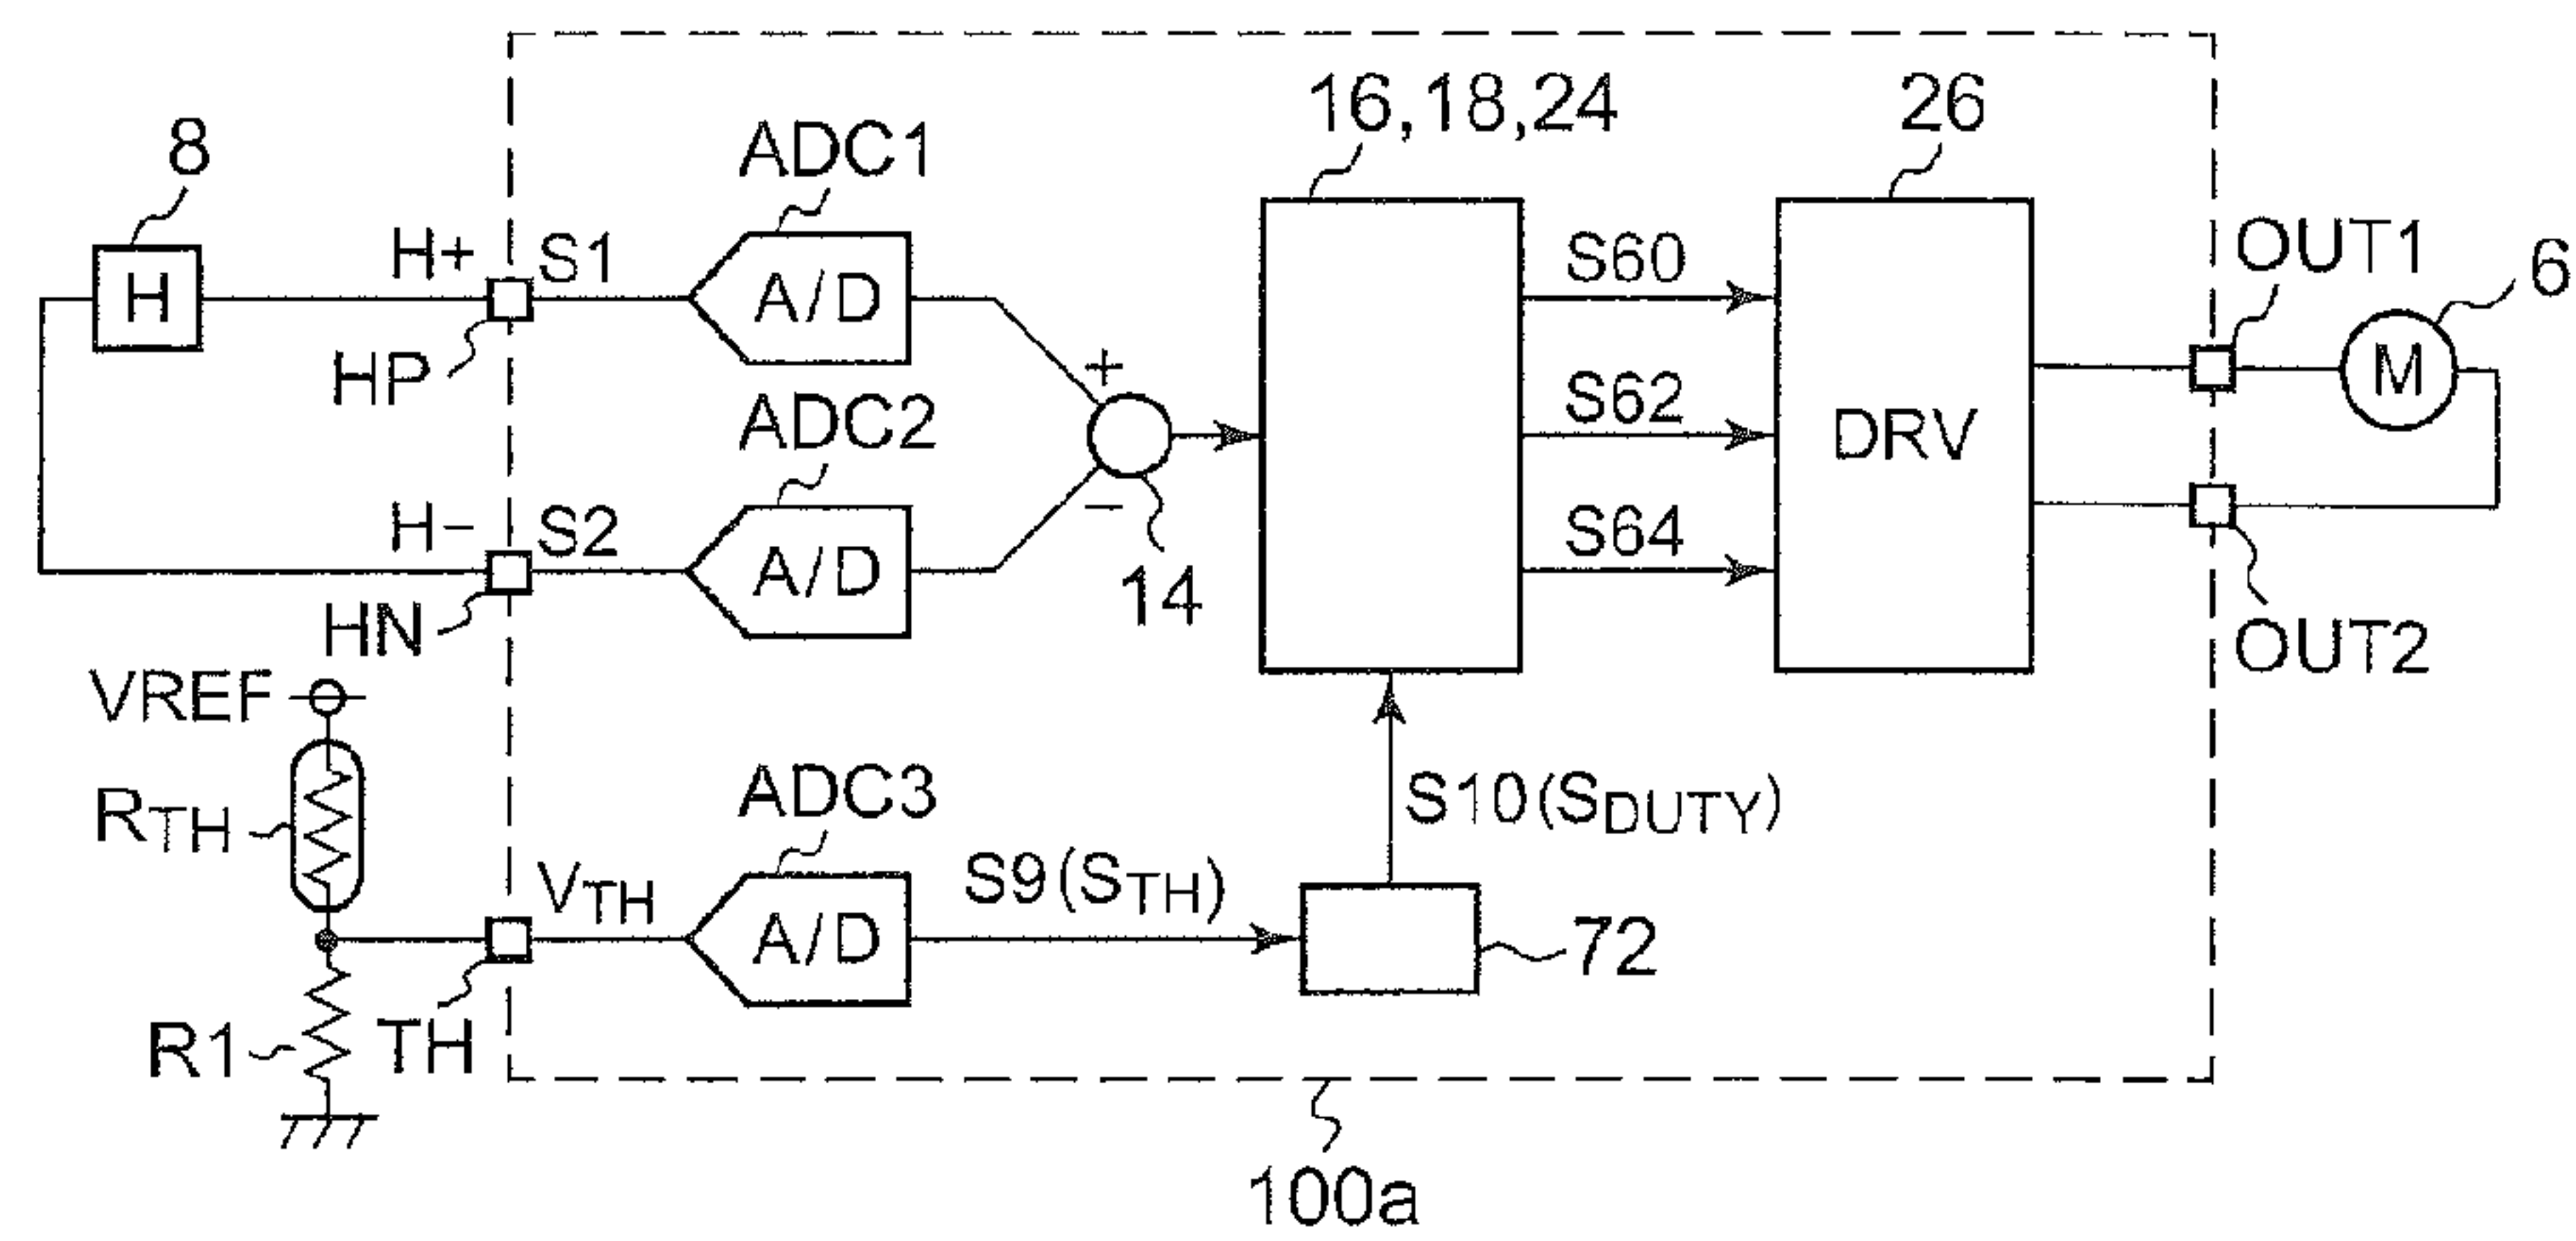 16,18,24
26
8
ADC1
H+
S1
S60
OUT1
6
H
A/D
M
HP
+
S62
ADC2
DRV
H−
S2
−
S64
A/D
14
HN
OUT2
VREF
RTH
ADC3
S10(SDUTY)
VTH
S9(STH)
A/D
72
R1
TH
100a